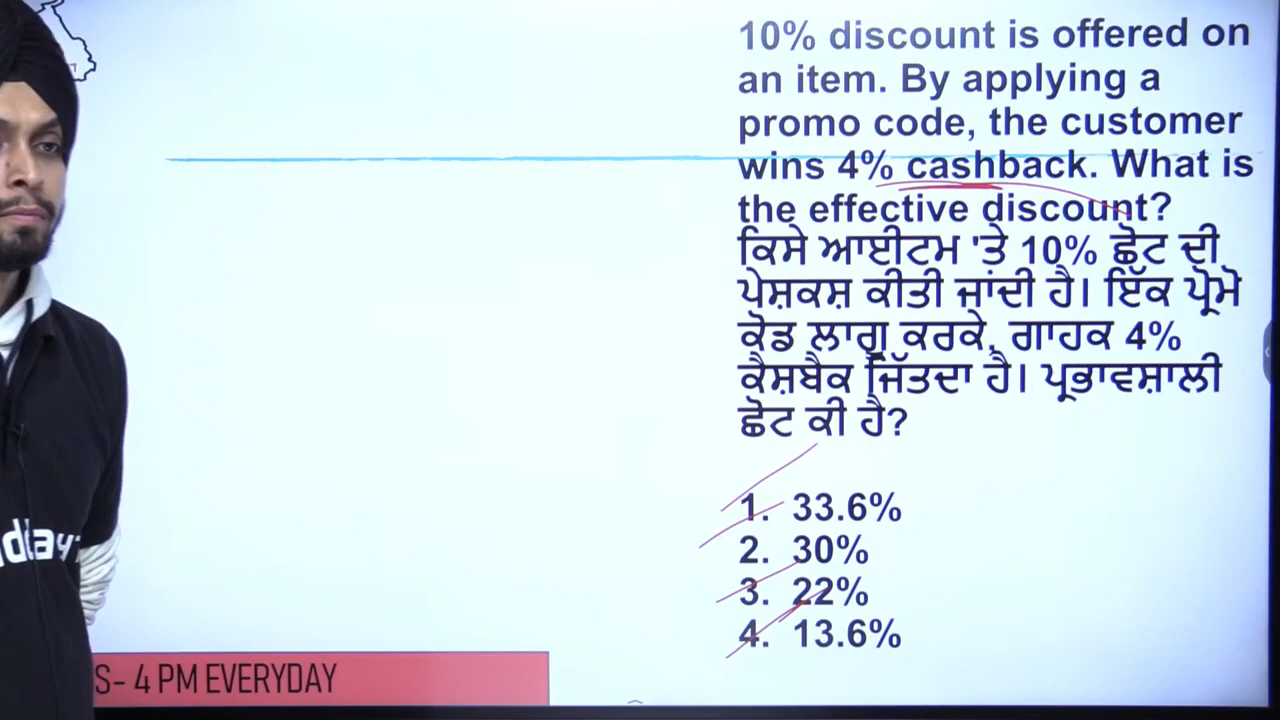 10% discount is offered on
an item. By applying a
promo code, the customer
wins 4% cashback. What is
the effective discount?
ਕਿਸੇ ਆਈਟਮ 'ਤੇ 10% ਛੋਟ ਦੀ
ਪੇਸ਼ਕਸ਼ ਕੀਤੀ ਜਾਂਦੀ ਹੈ। ਇੱਕ ਪ੍ਰੋਮੋ
ਕੋਡ ਲਾਗੂ ਕਰਕੇ, ਗਾਹਕ 4%
ਕੈਸ਼ਬੈਕ ਜਿੱਤਦਾ ਹੈ। ਪ੍ਰਭਾਵਸ਼ਾਲੀ
ਛੋਟ ਕੀ ਹੈ?
1. 33.6%
2. 30%
3. 22%
4. 13.6%
S- 4 PM EVERYDAY